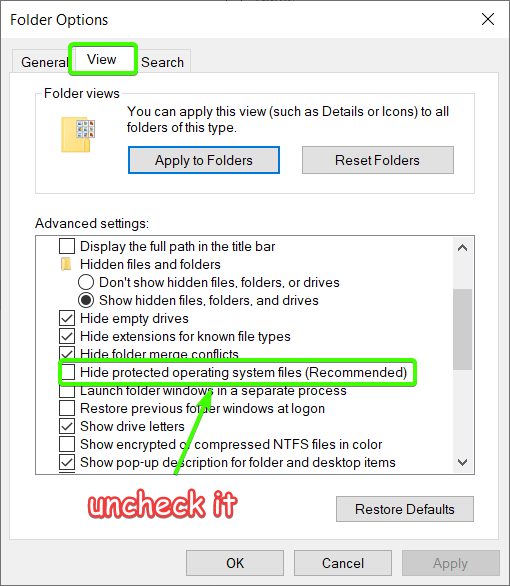 Folder Options
General
View
Search
Folder views
You can apply this view (such as Details or Icons) to all
folders of this type.
Apply to Folders
Reset Folders
Advanced settings:
Display the full path in the title bar
Hidden files and folders
Don't show hidden files, folders, or drives
Show hidden files, folders, and drives
Hide empty drives
Hide extensions for known file types
Hide folder merge conflicts
Hide protected operating system files (Recommended)
Launch folder windows in a separate process
Restore previous folder windows at logon
Show drive letters
Show encrypted or compressed NTFS files in color
Show pop-up description for folder and desktop items
uncheck it
Restore Defaults
OK
Cancel
Apply